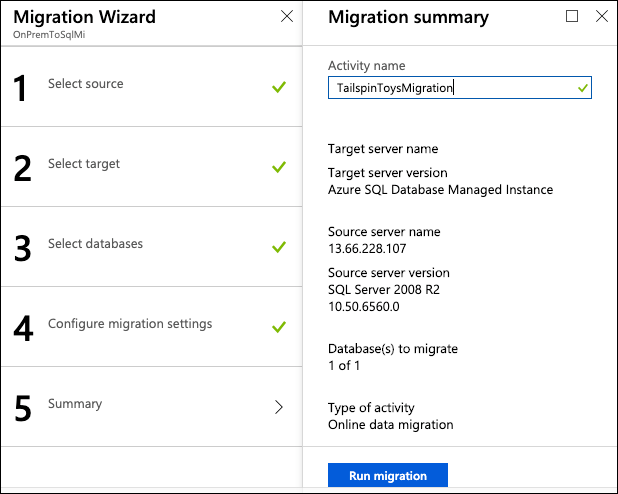 Migration Wizard
OnPremToSqlMi
1 Select source
2 Select target
3 Select databases
4 Configure migration settings
5 Summary
Migration summary
Activity name
TailspinToysMigration
Target server name
Target server version
Azure SQL Database Managed Instance
Source server name
13.66.228.107
Source server version
SQL Server 2008 R2
10.50.6560.0
Database(s) to migrate
1 of 1
Type of activity
Online data migration
Run migration